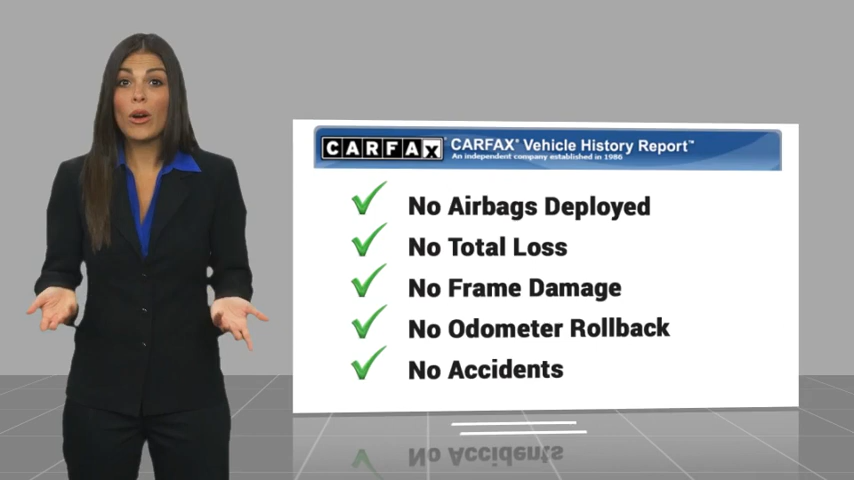 CARFAX CARFAX® Vehicle History Report™
An independent company established in 1986
No Airbags Deployed
No Total Loss
No Frame Damage
No Odometer Rollback
No Accidents
No Accidents